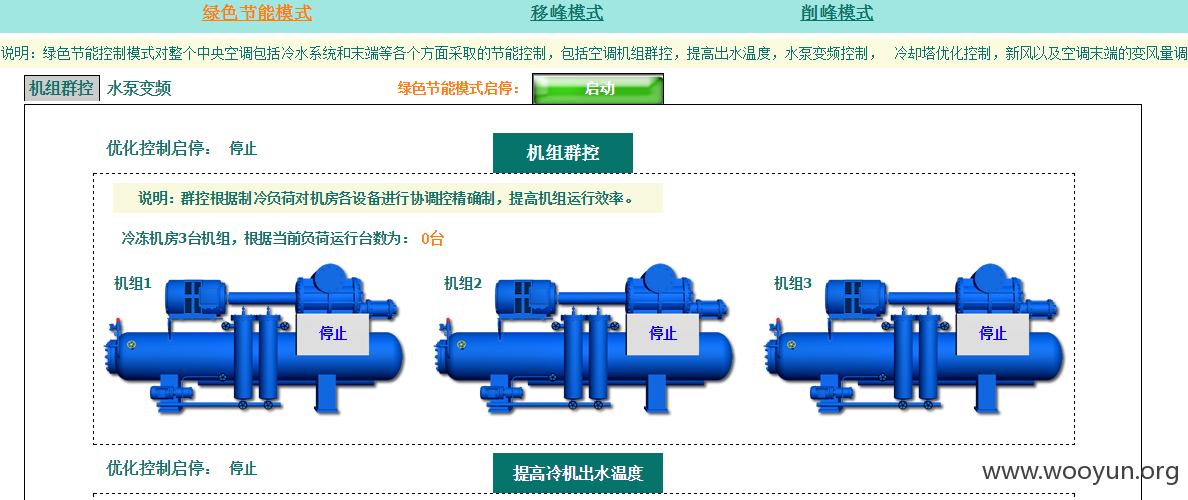 绿色节能模式 移峰模式 削峰模式
说明：绿色节能控制模式对整个中央空调包括冷水系统和末端等各个方面采取的节能控制，包括空调机组群控，提高出水温度，水泵变频控制， 冷却塔优化控制，新风以及空调末端的变风量调
机组群控 水泵变频 绿色节能模式启停： 启动
优化控制启停： 停止 机组群控
说明：群控根据制冷负荷对机房各设备进行协调控精确制，提高机组运行效率。
冷冻机房3台机组，根据当前负荷运行台数为： 0台
机组1 机组2 机组3
停止 停止 停止
优化控制启停： 停止 提高冷机出水温度
www.wooyun.org